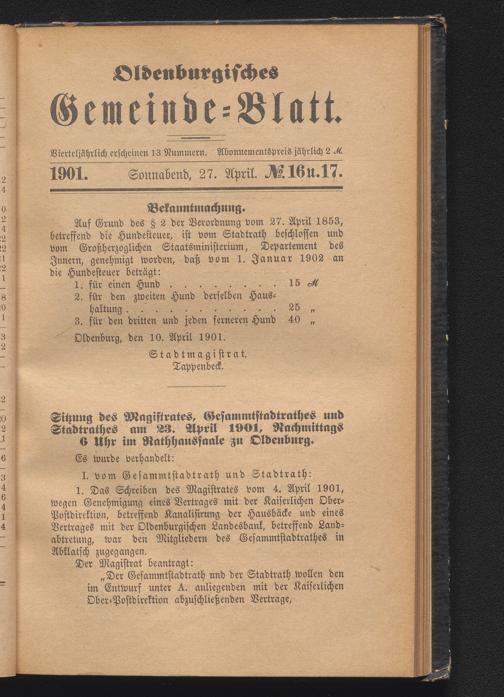 Oldenburgisches
Gemeinde-Blatt.
Vierteljährlich erscheinen 13 Nummern. Abonnementspreis jährlich 2 ℳ.
1901. Sonnabend, 27. April. № 16 u. 17.
Bekanntmachung.
Auf Grund des § 2 der Verordnung vom 27. April 1853,
betreffend die Hundesteuer, ist vom Stadtrath beschlossen und
vom Großherzoglichen Staatsministerium, Departement des
Innern, genehmigt worden, daß vom 1. Januar 1902 an
die Hundesteuer beträgt:
1. für einen Hund . . . . . . . . 15 ℳ
2. für den zweiten Hund derselben Haus-
haltung . . . . . . . . . . . 25 „
3. für den dritten und jeden ferneren Hund 40 „
Oldenburg, den 10. April 1901.
Stadtmagistrat.
Tappenbeck.
Sitzung des Magistrates, Gesammtstadtrathes und
Stadtrathes am 23. April 1901, Nachmittags
6 Uhr im Rathhaussaale zu Oldenburg.
Es wurde verhandelt:
I. vom Gesammtstadtrath und Stadtrath:
1. Das Schreiben des Magistrates vom 4. April 1901,
wegen Genehmigung eines Vertrages mit der Kaiserlichen Ober-
Postdirektion, betreffend Kanalisirung der Hausbäke und eines
Vertrages mit der Oldenburgischen Landesbank, betreffend Land-
abtretung, war den Mitgliedern des Gesammtstadtrathes in
Abklatsch zugegangen.
Der Magistrat beantragt:
„Der Gesammtstadtrath und der Stadtrath wollen den
im Entwurf unter A. anliegenden mit der Kaiserlichen
Ober-Postdirektion abzuschließenden Vertrage,